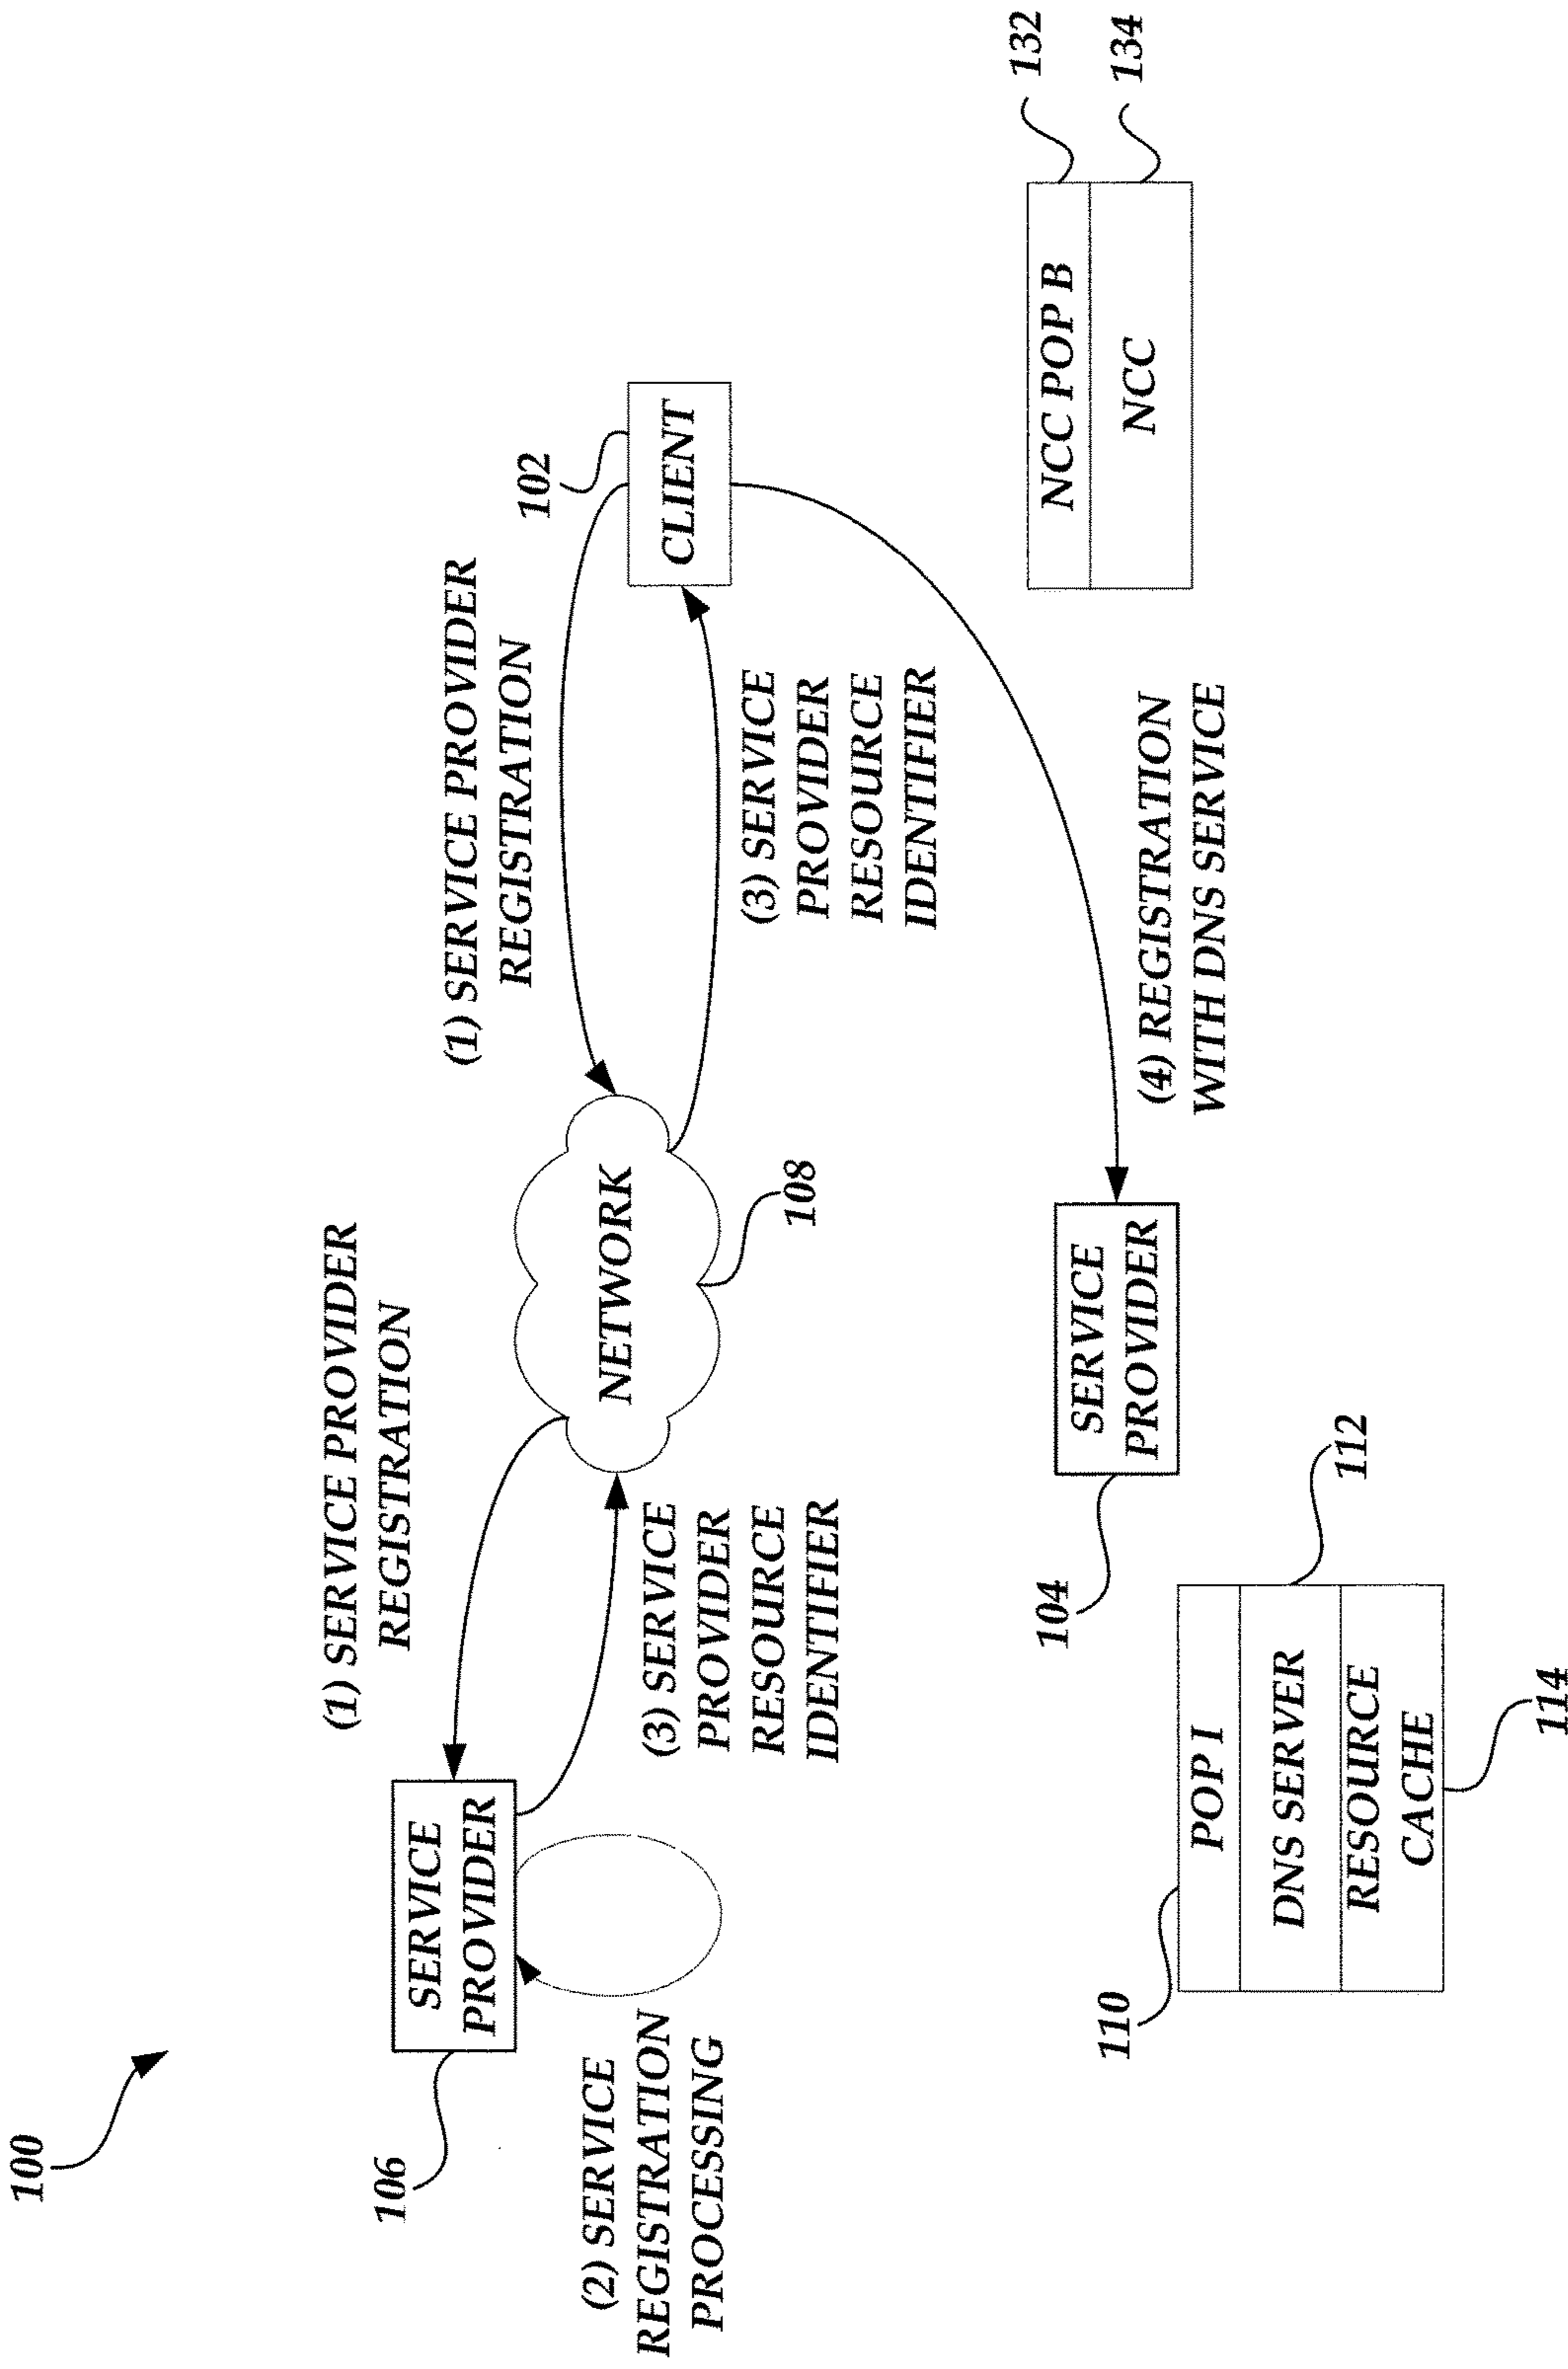 100
(1) SERVICE PROVIDER
REGISTRATION
(1) SERVICE PROVIDER
REGISTRATION
102
106
SERVICE
PROVIDER
NETWORK
CLIENT
(2) SERVICE
REGISTRATION
PROCESSING
(3) SERVICE
PROVIDER
RESOURCE
IDENTIFIER
108
(3) SERVICE
PROVIDER
RESOURCE
IDENTIFIER
104
SERVICE
PROVIDER
(4) REGISTRATION
WITH DNS SERVICE
NCC POP B
NCC
132
134
110
POP I
DNS SERVER
RESOURCE
CACHE
112
114